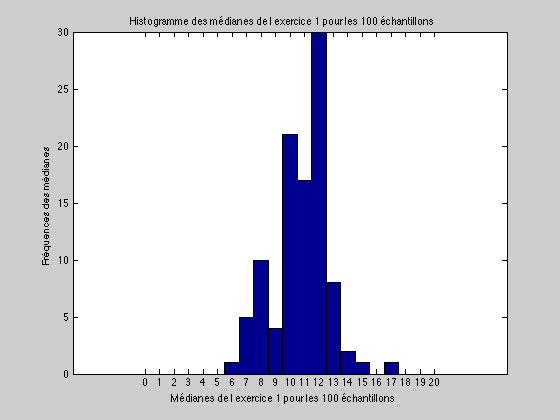 Histogramme des médianes de l exercice 1 pour les 100 échantillons
30
25
20
15
10
5
0
Fréquences des médianes
0 1 2 3 4 5 6 7 8 9 10 11 12 13 14 15 16 17 18 19 20
Médianes de l exercice 1 pour les 100 échantillons